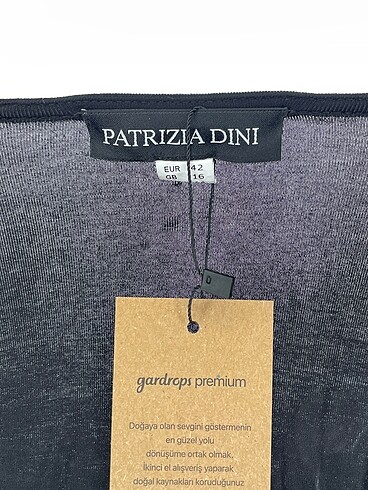 PATRIZIA DINI
EUR 42
GB 16
gardrops premium
Doğaya olan sevgini göstermenin
en güzel yolu
dönüşüme ortak olmak,
İkinci el alışveriş yaparak
doğal kaynakları koruduğunuz